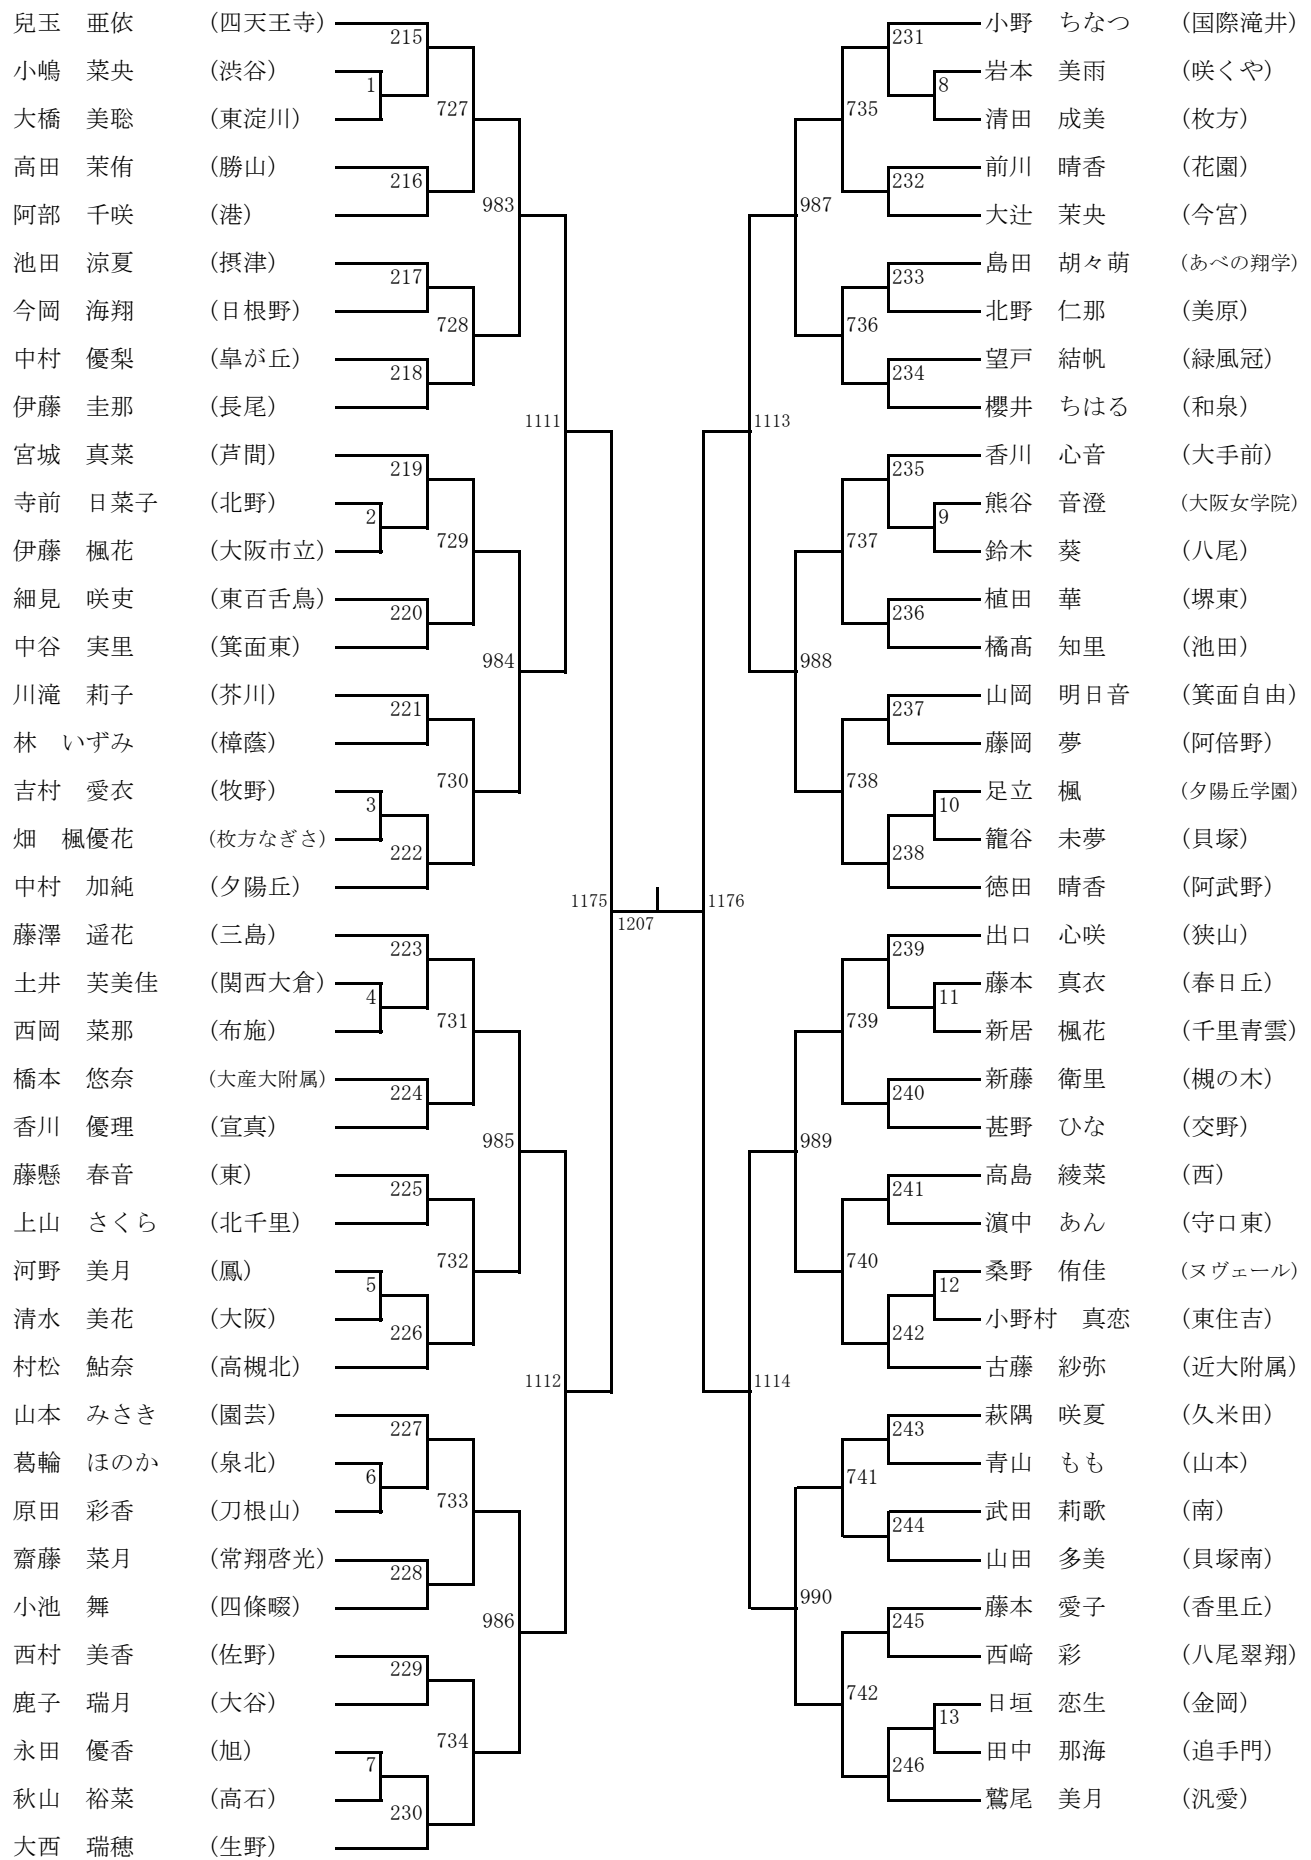 兒玉　亜依　(四天王寺)
215
小嶋　菜央　(渋谷)
1
大橋　美聡　(東淀川)
727
高田　茉侑　(勝山)
216
阿部　千咲　(港)
983
池田　涼夏　(摂津)
217
今岡　海翔　(日根野)
728
中村　優梨　(皐が丘)
218
伊藤　圭那　(長尾)
1111
宮城　真菜　(芦間)
219
寺前　日菜子　(北野)
2
伊藤　楓花　(大阪市立)
729
細見　咲吏　(東百舌鳥)
220
中谷　実里　(箕面東)
984
川滝　莉子　(芥川)
221
林　いずみ　(樟蔭)
730
吉村　愛衣　(牧野)
3
畑　楓優花　(枚方なぎさ)
222
中村　加純　(夕陽丘)
1175
1207
藤澤　遥花　(三島)
223
土井　芙美佳　(関西大倉)
4
西岡　菜那　(布施)
731
橋本　悠奈　(大産大附属)
224
香川　優理　(宣真)
985
藤懸　春音　(東)
225
上山　さくら　(北千里)
732
河野　美月　(鳳)
5
清水　美花　(大阪)
226
村松　鮎奈　(高槻北)
1112
山本　みさき　(園芸)
227
葛輪　ほのか　(泉北)
6
原田　彩香　(刀根山)
733
齋藤　菜月　(常翔啓光)
228
小池　舞　(四條畷)
986
西村　美香　(佐野)
229
鹿子　瑞月　(大谷)
734
永田　優香　(旭)
7
秋山　裕菜　(高石)
230
大西　瑞穂　(生野)
小野　ちなつ　(国際滝井)
231
岩本　美雨　(咲くや)
8
清田　成美　(枚方)
735
前川　晴香　(花園)
232
大辻　茉央　(今宮)
987
島田　胡々萌　(あべの翔学)
233
北野　仁那　(美原)
736
望戸　結帆　(緑風冠)
234
櫻井　ちはる　(和泉)
1113
香川　心音　(大手前)
235
熊谷　音澄　(大阪女学院)
9
鈴木　葵　(八尾)
737
植田　華　(堺東)
236
橘髙　知里　(池田)
988
山岡　明日音　(箕面自由)
237
藤岡　夢　(阿倍野)
738
足立　楓　(夕陽丘学園)
10
籠谷　未夢　(貝塚)
238
徳田　晴香　(阿武野)
1176
出口　心咲　(狭山)
239
藤本　真衣　(春日丘)
11
新居　楓花　(千里青雲)
739
新藤　衛里　(槻の木)
240
甚野　ひな　(交野)
989
高島　綾菜　(西)
241
濵中　あん　(守口東)
740
桑野　侑佳　(ヌヴェール)
12
小野村　真恋　(東住吉)
242
古藤　紗弥　(近大附属)
1114
萩隅　咲夏　(久米田)
243
青山　もも　(山本)
741
武田　莉歌　(南)
244
山田　多美　(貝塚南)
990
藤本　愛子　(香里丘)
245
西﨑　彩　(八尾翠翔)
742
日垣　恋生　(金岡)
13
田中　那海　(追手門)
246
鷲尾　美月　(汎愛)